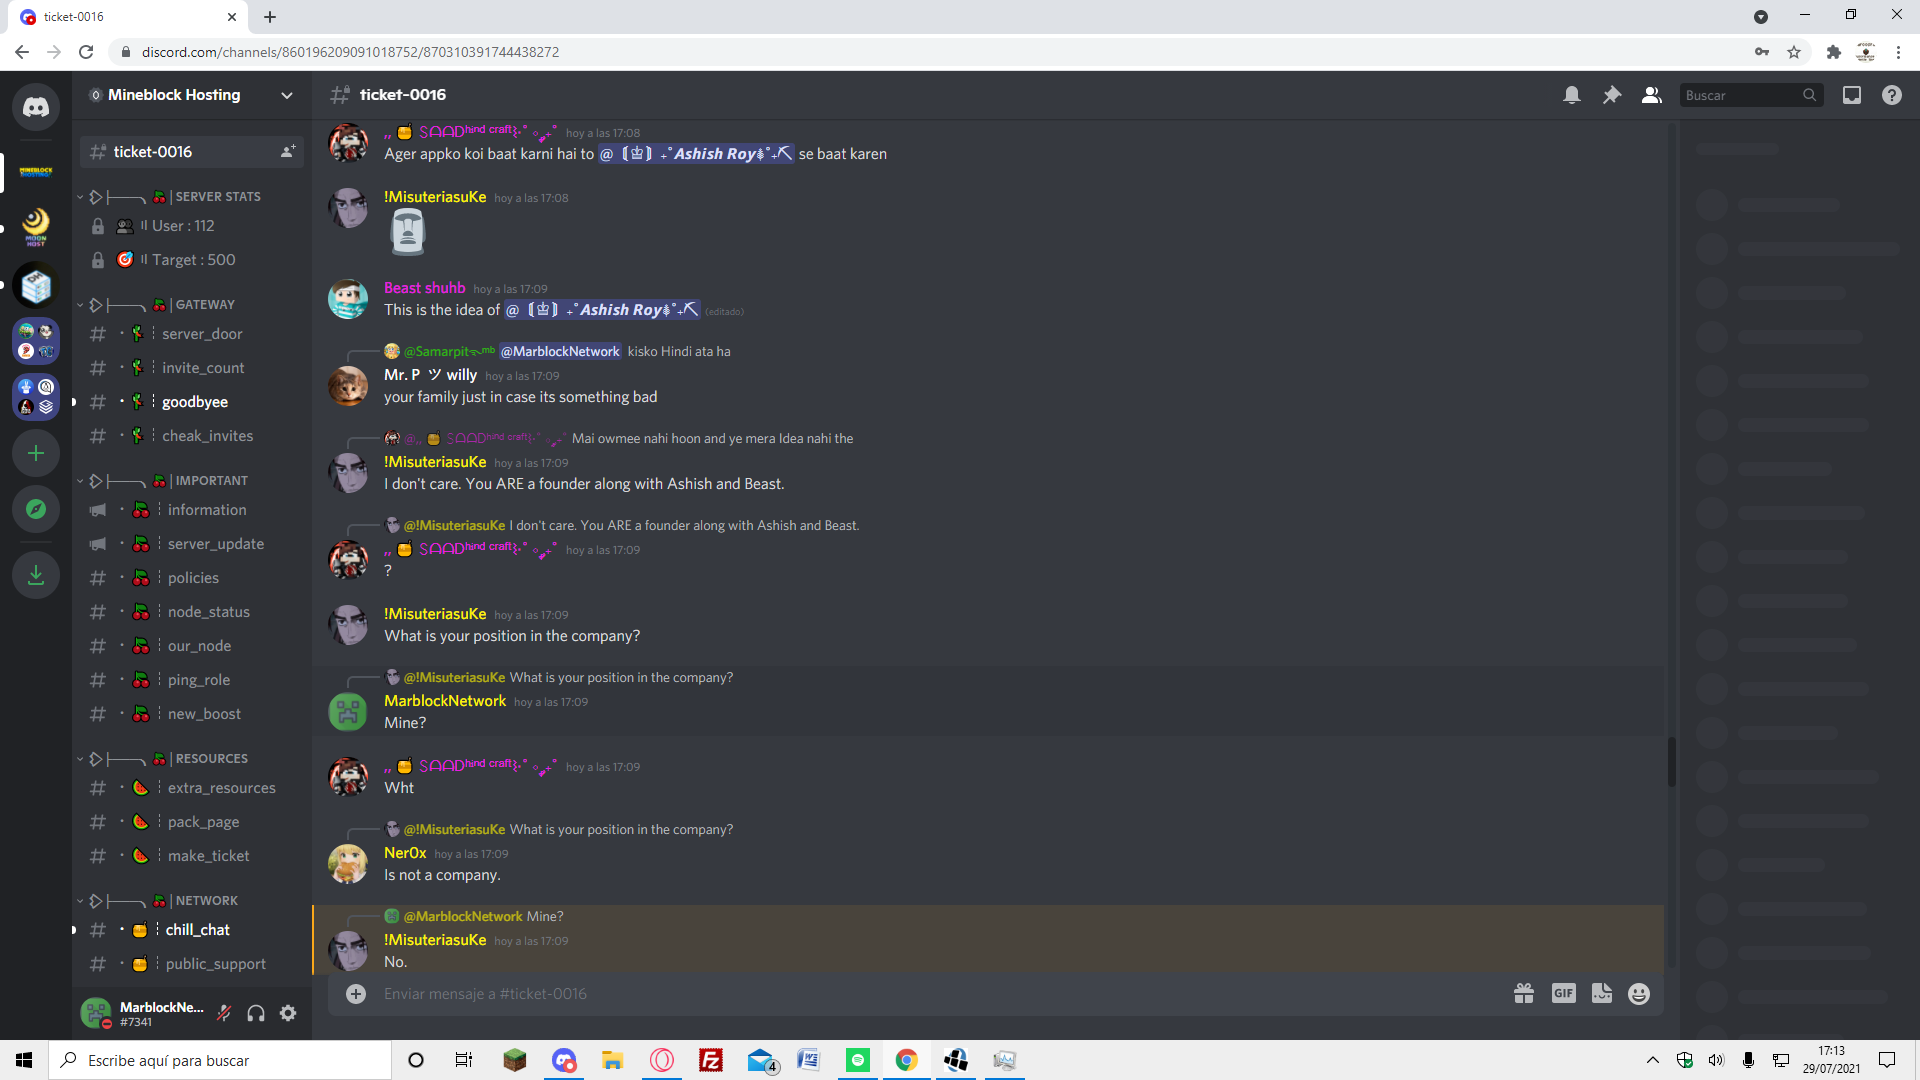 ticket-0016
discord.com/channels/860196209091018752/870310391744438272
Mineblock Hosting
ticket-0016
SERVER STATS
User : 112
Target : 500
GATEWAY
server_door
invite_count
goodbyee
cheak_invites
IMPORTANT
information
server_update
policies
node_status
our_node
ping_role
new_boost
RESOURCES
extra_resources
pack_page
make_ticket
NETWORK
chill_chat
public_support
MarblockNe...
#7341
ticket-0016
Buscar
,, 🍯 SᗩᗩD ʰⁱⁿᵈ ᶜʳᵃᶠᵗ hoy a las 17:08
Ager appko koi baat karni hai to @ Ashish Roy se baat karen
!MisuteriasuKe hoy a las 17:08
🗿
Beast shuhb hoy a las 17:09
This is the idea of @ Ashish Roy (editado)
@Samarpit ᵐᵇ @MarblockNetwork kisko Hindi ata ha
Mr. P ツ willy hoy a las 17:09
your family just in case its something bad
@,, 🍯 SᗩᗩD ʰⁱⁿᵈ ᶜʳᵃᶠᵗ Mai owmee nahi hoon and ye mera Idea nahi the
!MisuteriasuKe hoy a las 17:09
I don't care. You ARE a founder along with Ashish and Beast.
@!MisuteriasuKe I don't care. You ARE a founder along with Ashish and Beast.
,, 🍯 SᗩᗩD ʰⁱⁿᵈ ᶜʳᵃᶠᵗ hoy a las 17:09
?
!MisuteriasuKe hoy a las 17:09
What is your position in the company?
@!MisuteriasuKe What is your position in the company?
MarblockNetwork hoy a las 17:09
Mine?
,, 🍯 SᗩᗩD ʰⁱⁿᵈ ᶜʳᵃᶠᵗ hoy a las 17:09
Wht
@!MisuteriasuKe What is your position in the company?
Ner0x hoy a las 17:09
Is not a company.
@MarblockNetwork Mine?
!MisuteriasuKe hoy a las 17:09
No.
Enviar mensaje a #ticket-0016
GIF
Escribe aquí para buscar
4
17:13
29/07/2021